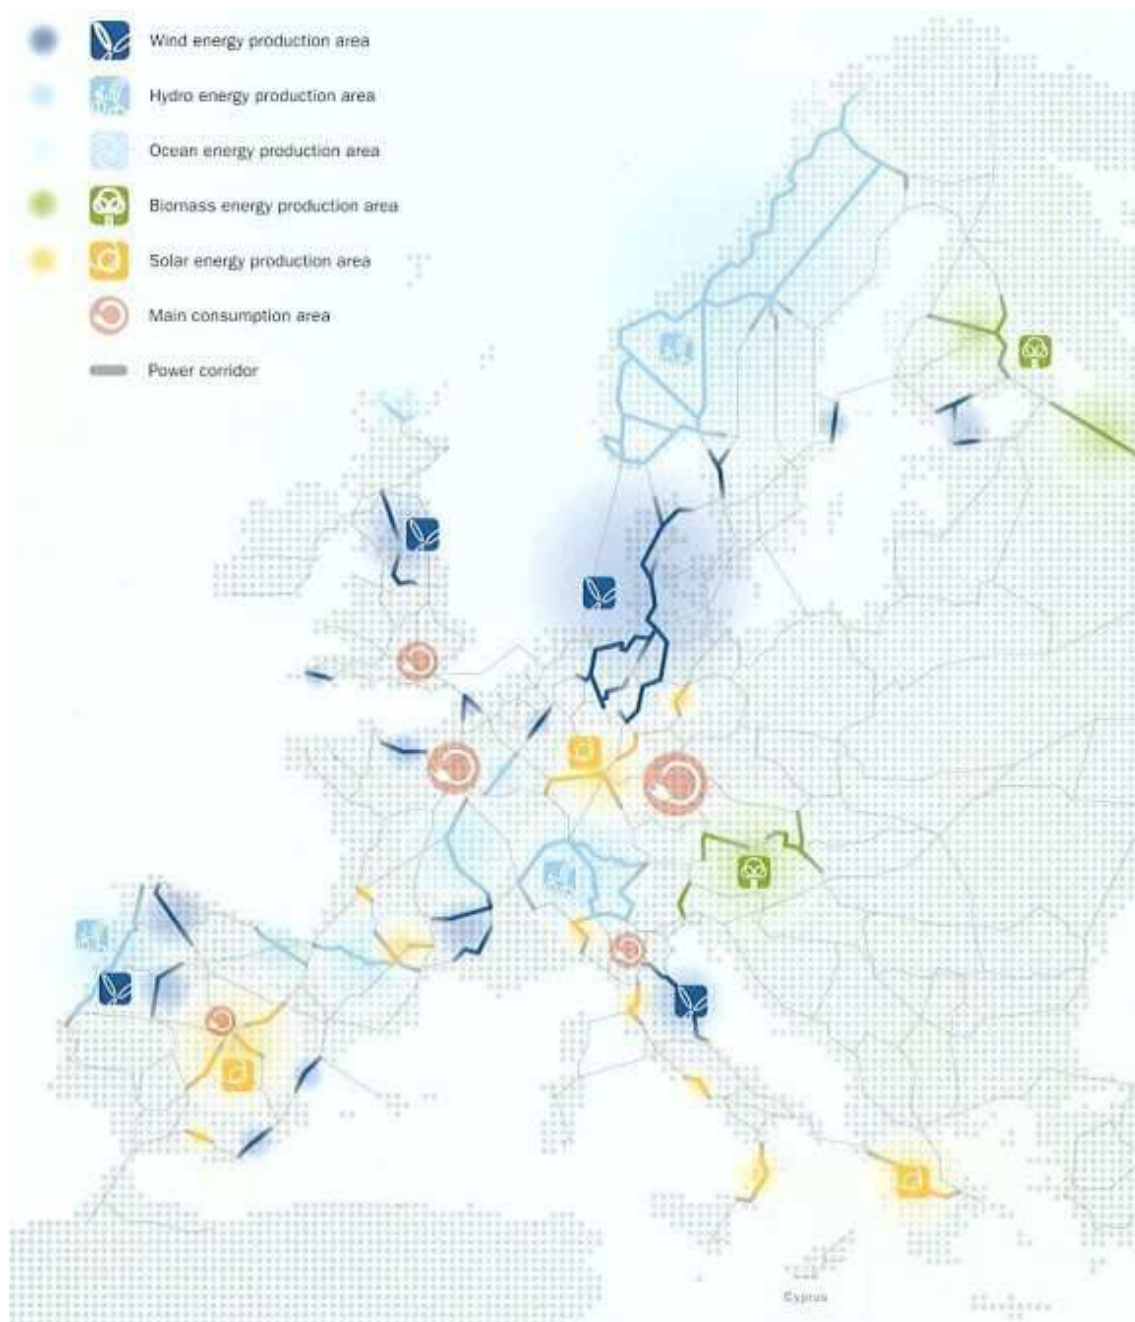 Wind energy production area
Hydro energy production area
Ocean energy production area
Biomass energy production area
Solar energy production area
Main consumption area
Power corridor
Cyprus